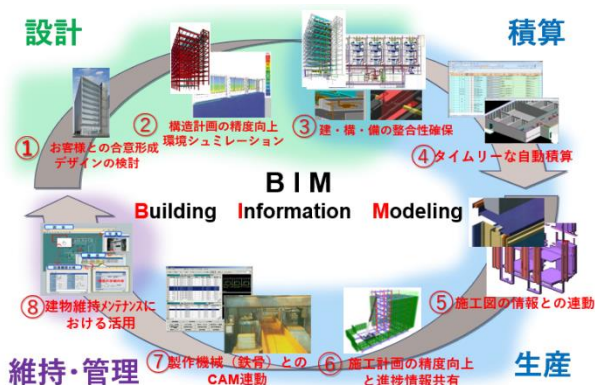 設計
積算
① お客様との合意形成
デザインの検討
② 構造計画の精度向上
環境シュミレーション
③ 建・構・備の整合性確保
④ タイムリーな自動積算
BIM
Building Information Modeling
⑤ 施工図の情報との連動
⑥ 施工計画の精度向上
と進捗情報共有
⑦ 製作機械（鉄骨）との
CAM連動
⑧ 建物維持メンテナンスに
おける活用
維持・管理
生産